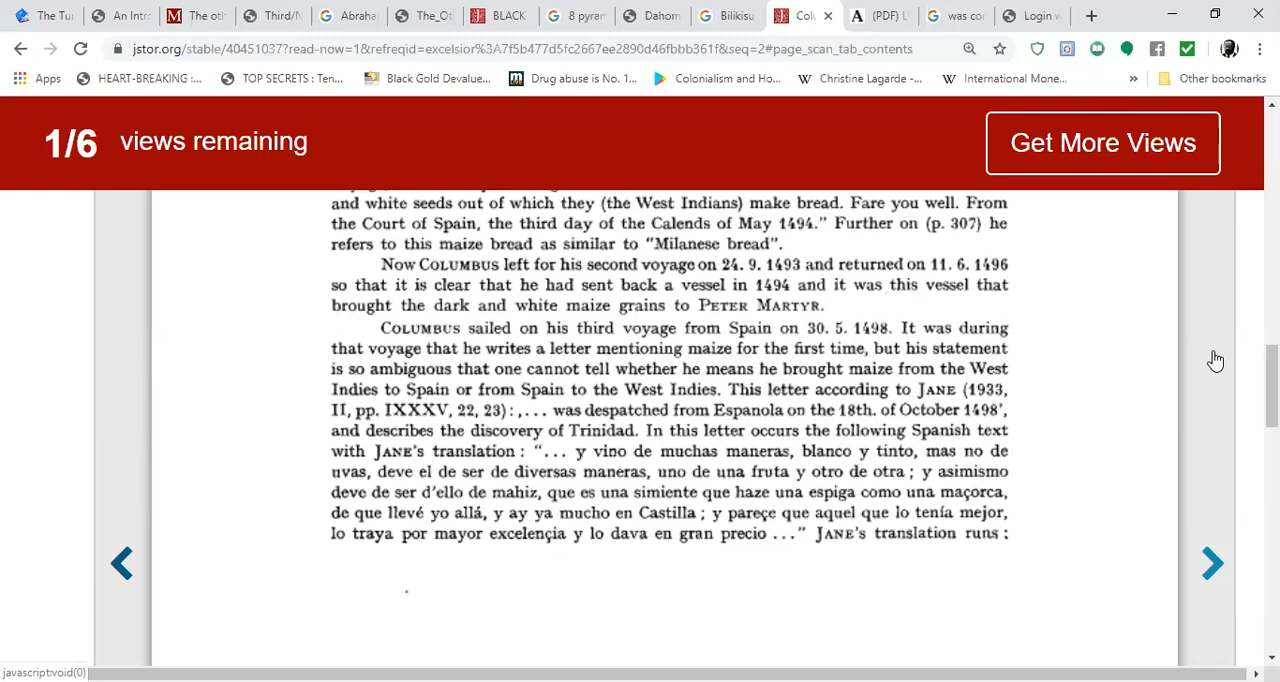 The Tur
An Intro
The oth
Third/N
Abraha
The_Ot
BLACK
8 pyran
Dahom
Bilikisu
Colu
(PDF) L
was cor
Login w
jstor.org/stable/40451037?read-now=1&refreqid=excelsior%3A7f5b477d5fc2667ee2890d46fbbb361f&seq=2#page_scan_tab_contents
Apps HEART-BREAKING :... TOP SECRETS : Ten... Black Gold Devalue... Drug abuse is No. 1... Colonialism and Ho... Christine Lagarde -... International Mone... » Other bookmarks
1/6 views remaining
Get More Views
and white seeds out of which they (the West Indians) make bread. Fare you well. From
the Court of Spain, the third day of the Calends of May 1494." Further on (p. 307) he
refers to this maize bread as similar to "Milanese bread".
Now COLUMBUS left for his second voyage on 24. 9. 1493 and returned on 11. 6. 1496
so that it is clear that he had sent back a vessel in 1494 and it was this vessel that
brought the dark and white maize grains to PETER MARTYR.
COLUMBUS sailed on his third voyage from Spain on 30. 5. 1498. It was during
that voyage that he writes a letter mentioning maize for the first time, but his statement
is so ambiguous that one cannot tell whether he means he brought maize from the West
Indies to Spain or from Spain to the West Indies. This letter according to JANE (1933,
II, pp. IXXXV, 22, 23) : ,... was despatched from Espanola on the 18th. of October 1498',
and describes the discovery of Trinidad. In this letter occurs the following Spanish text
with JANE's translation : "... y vino de muchas maneras, blanco y tinto, mas no de
uvas, deve el de ser de diversas maneras, uno de una fruta y otro de otra ; y asimismo
deve de ser d'ello de mahiz, que es una simiente que haze una espiga como una maçorca,
de que llevé yo allá, y ay ya mucho en Castilla ; y pareçe que aquel que lo tenía mejor,
lo traya por mayor excelençia y lo dava en gran precio ..." JANE's translation runs :
javascript:void(0)